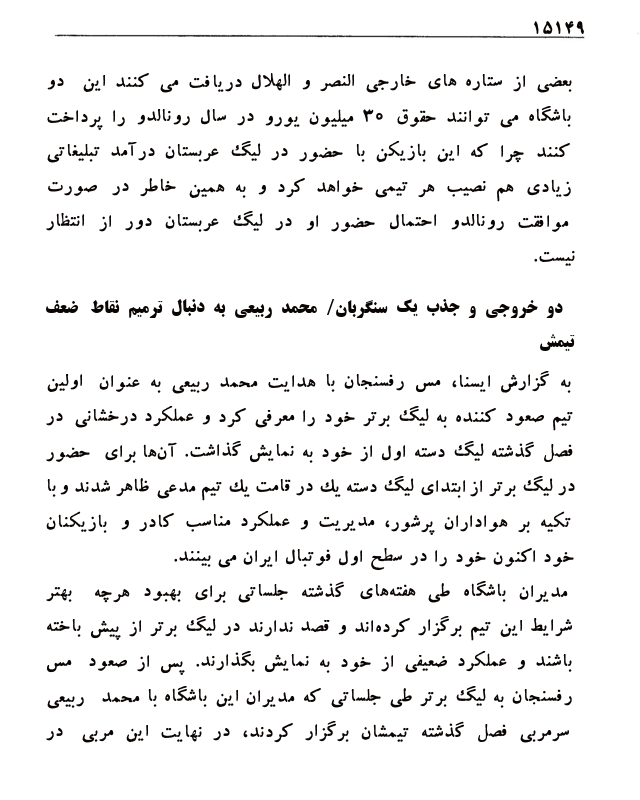 ۱۵۱۴۹
بعضی از ستاره های خارجی النصر و الهلال دریافت می کنند این دو
باشگاه می توانند حقوق ۳۰ میلیون یورو در سال رونالدو را پرداخت
کنند چرا که این بازیکن با حضور در لیگ عربستان درآمد تبلیغاتی
زیادی هم نصیب هر تیمی خواهد کرد و به همین خاطر در صورت
موافقت رونالدو احتمال حضور او در لیگ عربستان دور از انتظار
نیست.
دو خروجی و جذب یک سنگربان/ محمد ربیعی به دنبال ترمیم نقاط ضعف
تیمش
به گزارش ایسنا، مس رفسنجان با هدایت محمد ربیعی به عنوان اولین
تیم صعود کننده به لیگ برتر خود را معرفی کرد و عملکرد درخشانی در
فصل گذشته لیگ دسته اول از خود به نمایش گذاشت. آن‌ها برای حضور
در لیگ برتر از ابتدای لیگ دسته یك در قامت یك تیم مدعی ظاهر شدند و با
تکیه بر هواداران پرشور، مدیریت و عملکرد مناسب کادر و بازیکنان
خود اکنون خود را در سطح اول فوتبال ایران می بینند.
مدیران باشگاه طی هفته‌های گذشته جلساتی برای بهبود هرچه بهتر
شرایط این تیم برگزار کرده‌اند و قصد ندارند در لیگ برتر از پیش باخته
باشند و عملکرد ضعیفی از خود به نمایش بگذارند. پس از صعود مس
رفسنجان به لیگ برتر طی جلساتی که مدیران این باشگاه با محمد ربیعی
سرمربی فصل گذشته تیمشان برگزار کردند، در نهایت این مربی در